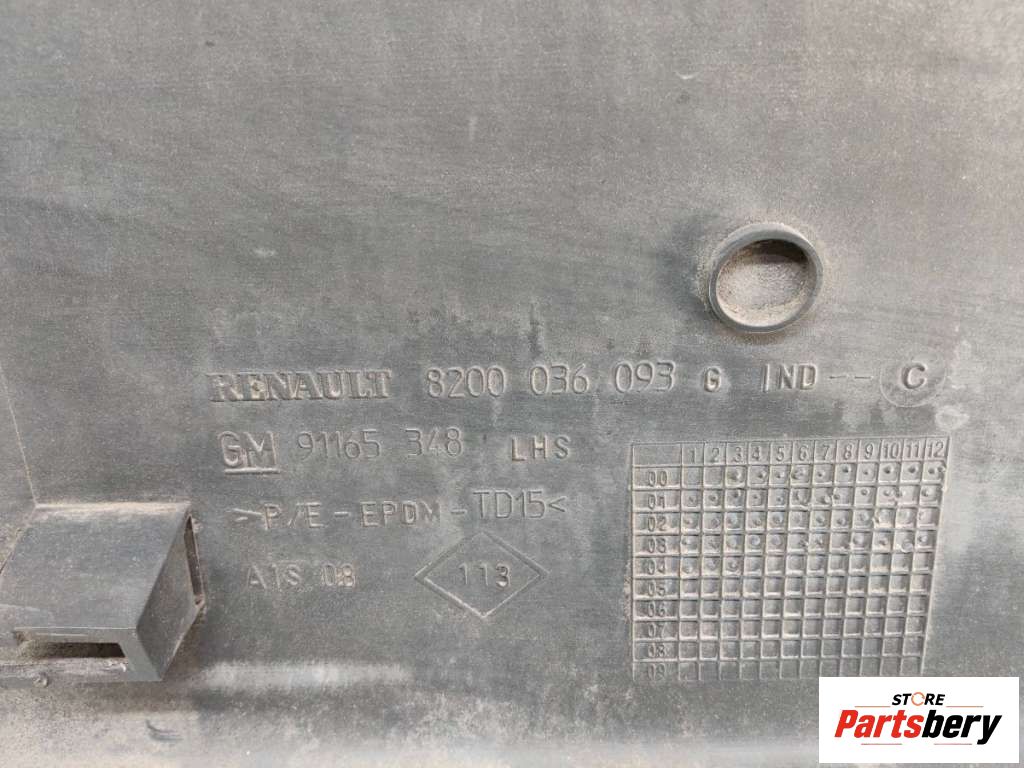 RENAULT 8200 036 093 G IND -- C
GM 91165 348 LHS
>P/E-EPDM-TD15<
A1S 08
113
1 2 3 4 5 6 7 8 9 10 11 12
00
01
02
03
04
05
06
07
08
09
STORE
Partsbery